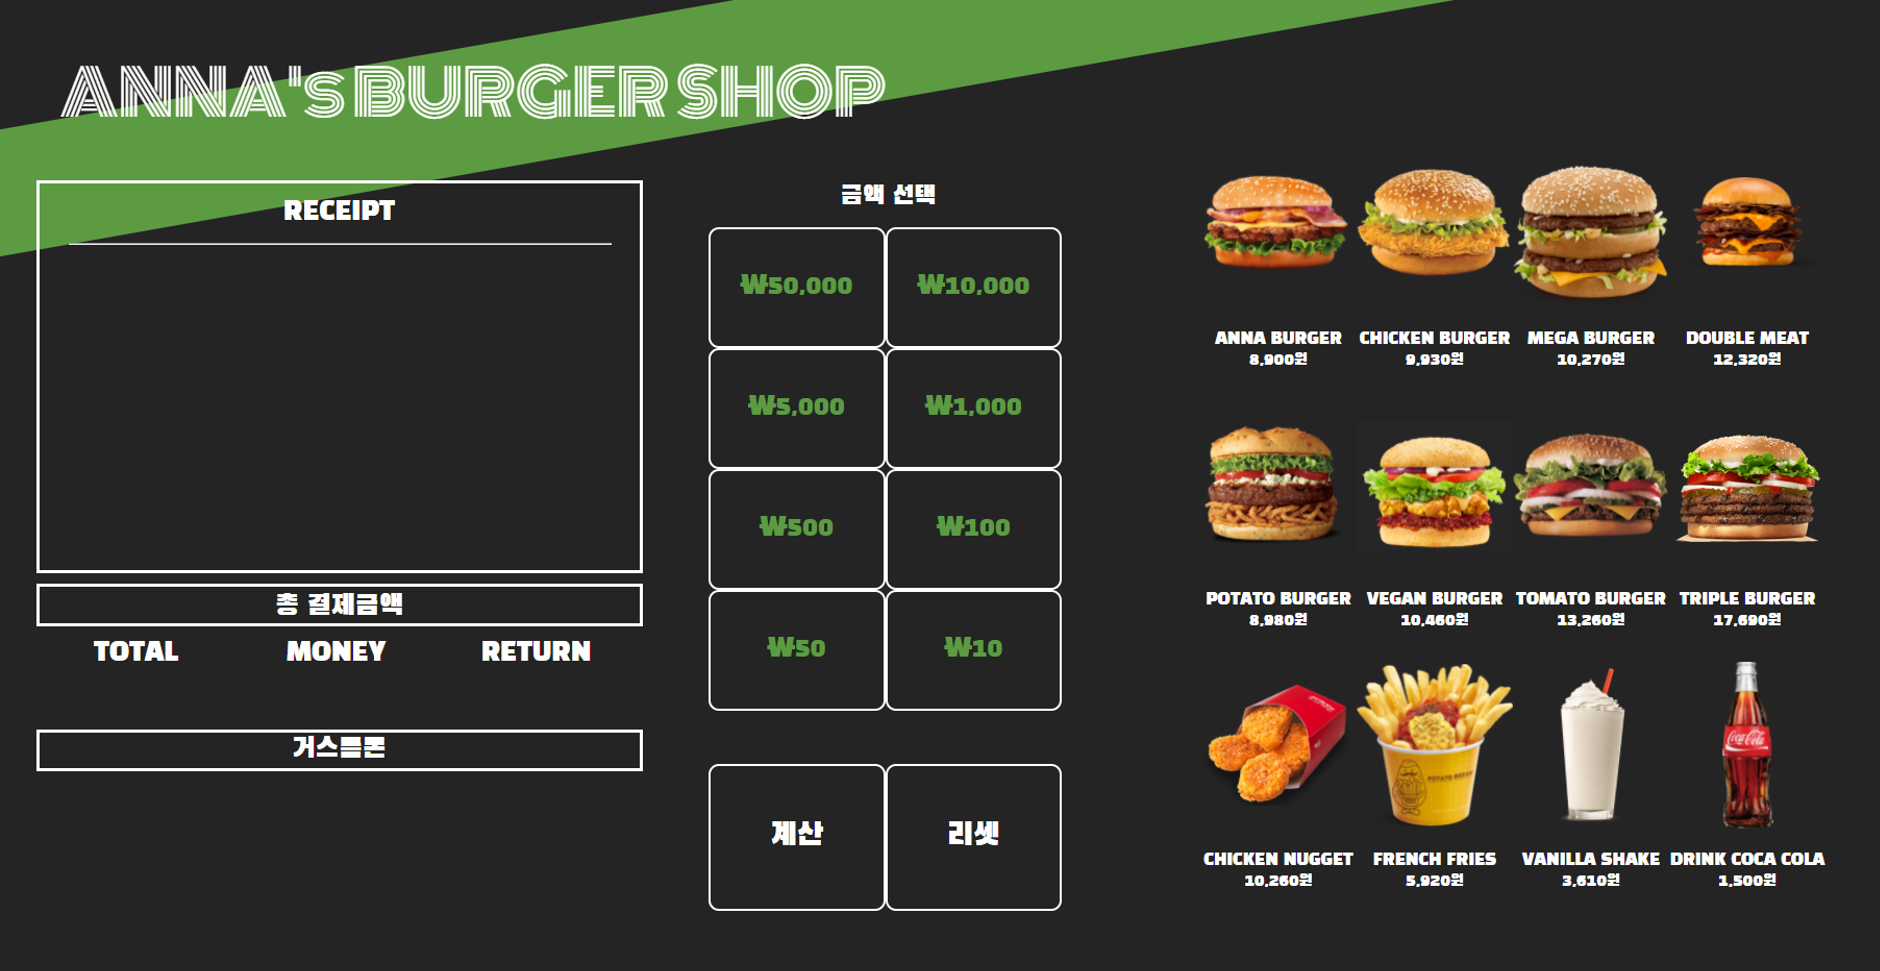 ANNA's BURGER SHOP
RECEIPT
총 결제금액
TOTAL MONEY RETURN
거스름돈
금액 선택
₩50,000 ₩10,000
₩5,000 ₩1,000
₩500 ₩100
₩50 ₩10
계산 리셋
ANNA BURGER CHICKEN BURGER MEGA BURGER DOUBLE MEAT
8,900원 9,930원 10,270원 12,320원
POTATO BURGER VEGAN BURGER TOMATO BURGER TRIPLE BURGER
8,980원 10,460원 13,260원 17,690원
Coca-Cola
CHICKEN NUGGET FRENCH FRIES VANILLA SHAKE DRINK COCA COLA
10,260원 5,920원 3,610원 1,500원